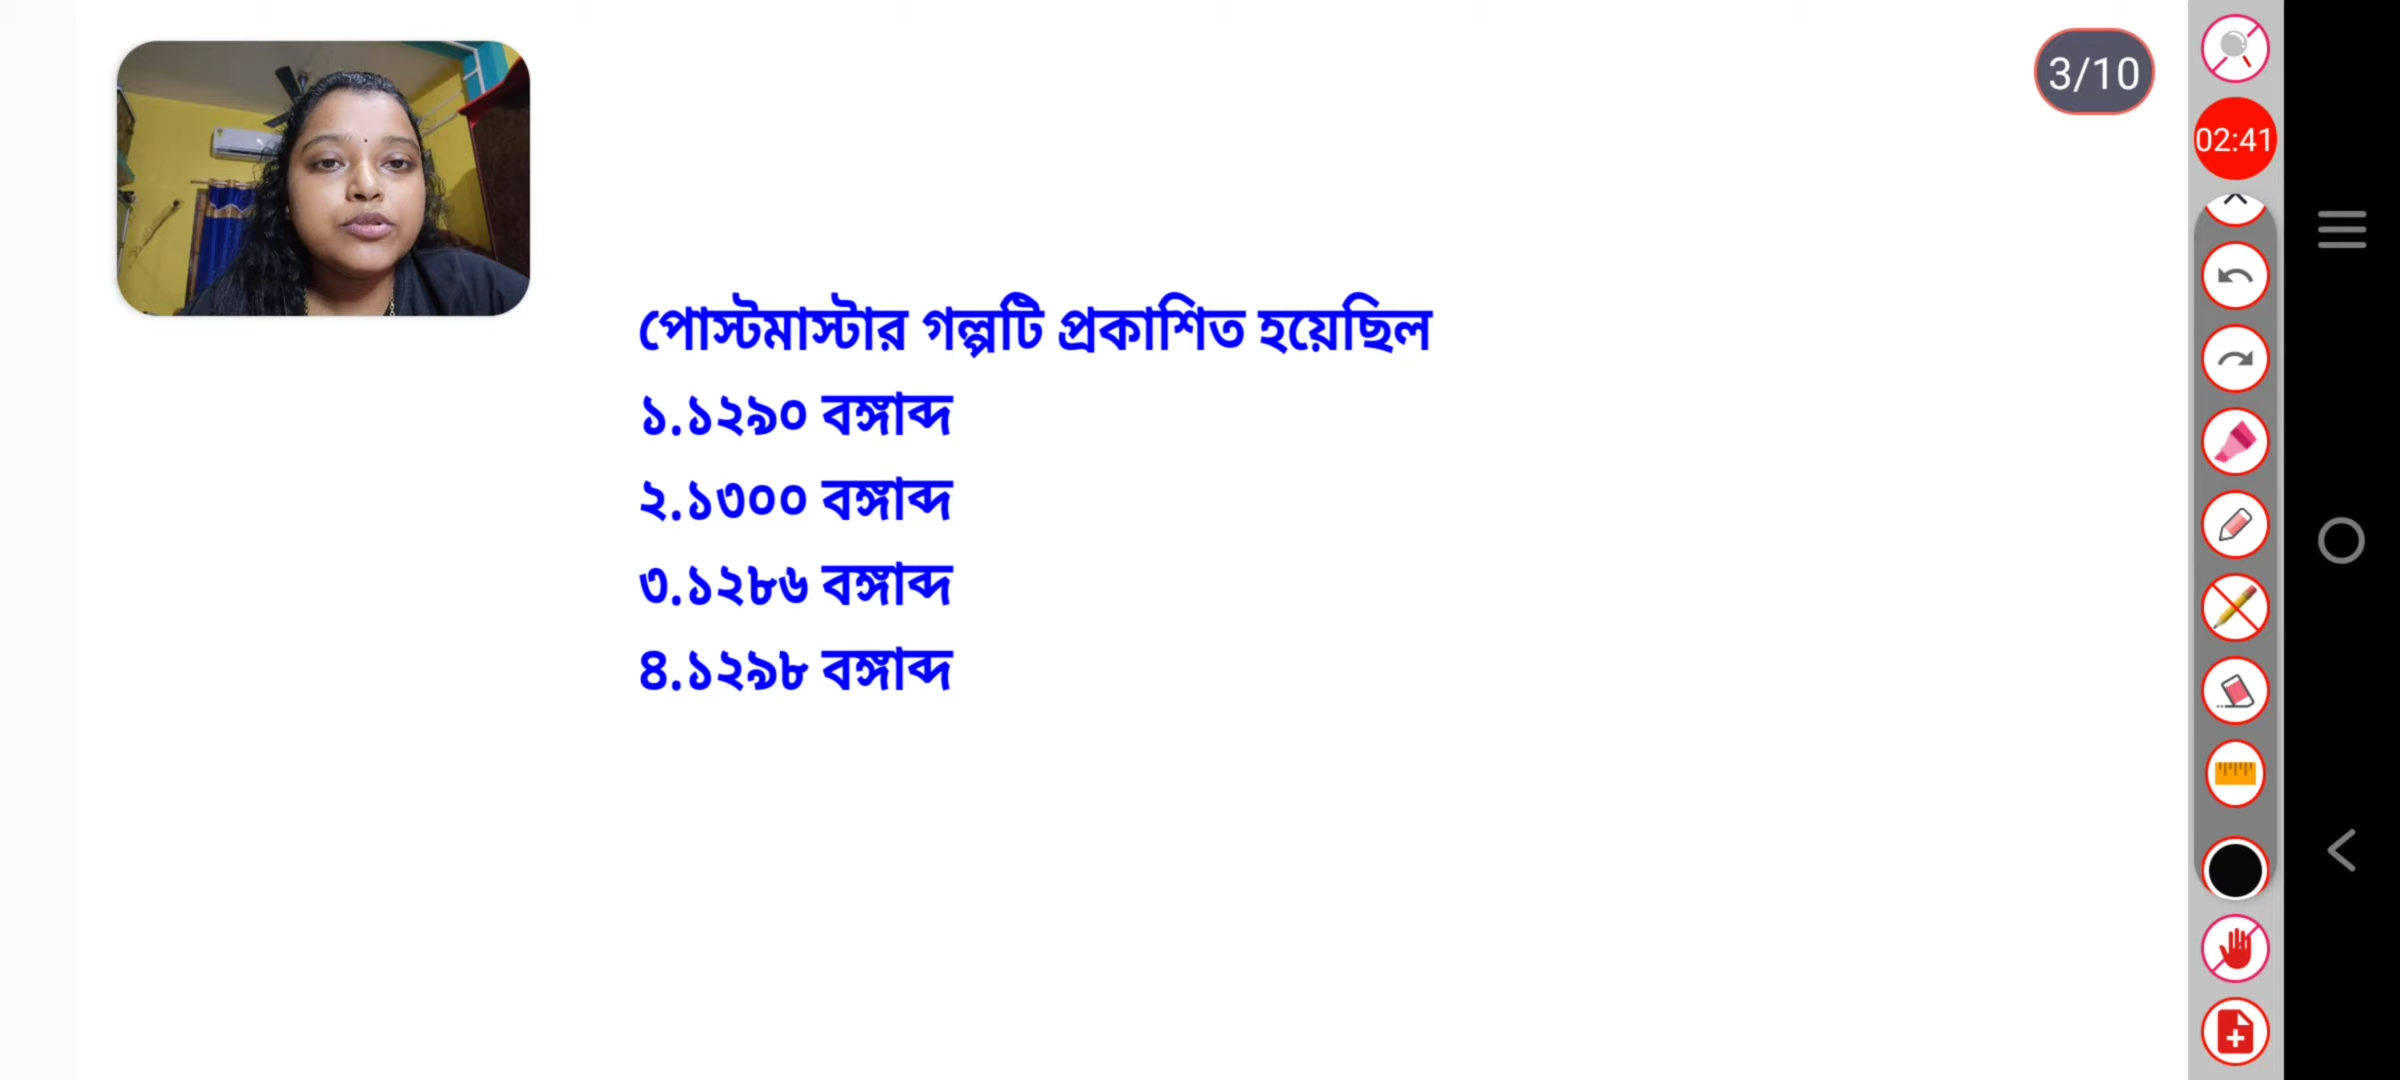 3/10
02:41
পোস্টমাস্টার গল্পটি প্রকাশিত হয়েছিল
১.১২৯০ বঙ্গাব্দ
২.১৩০০ বঙ্গাব্দ
৩.১২৮৬ বঙ্গাব্দ
৪.১২৯৮ বঙ্গাব্দ